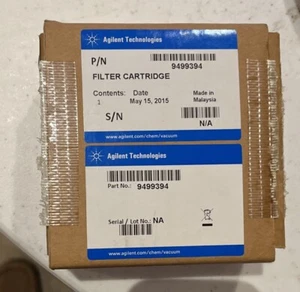 Agilent Technologies
P/N
9499394
FILTER CARTRIDGE
Contents: Date Made in
1 May 15, 2015 Malaysia
S/N
N/A
www.agilent.com/chem/vacuum
Agilent Technologies
Part No.: 9499394
Serial / Lot No.: NA
www.agilent.com/chem/vacuum